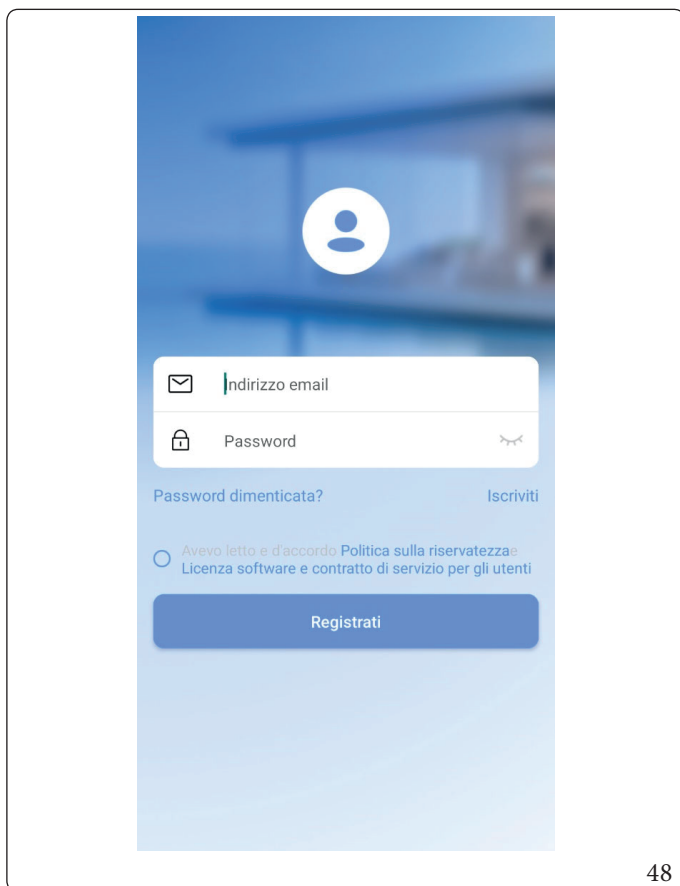 Indirizzo email
Password
Password dimenticata? Iscriviti
Avevo letto e d'accordo Politica sulla riservatezzae
Licenza software e contratto di servizio per gli utenti
Registrati
48